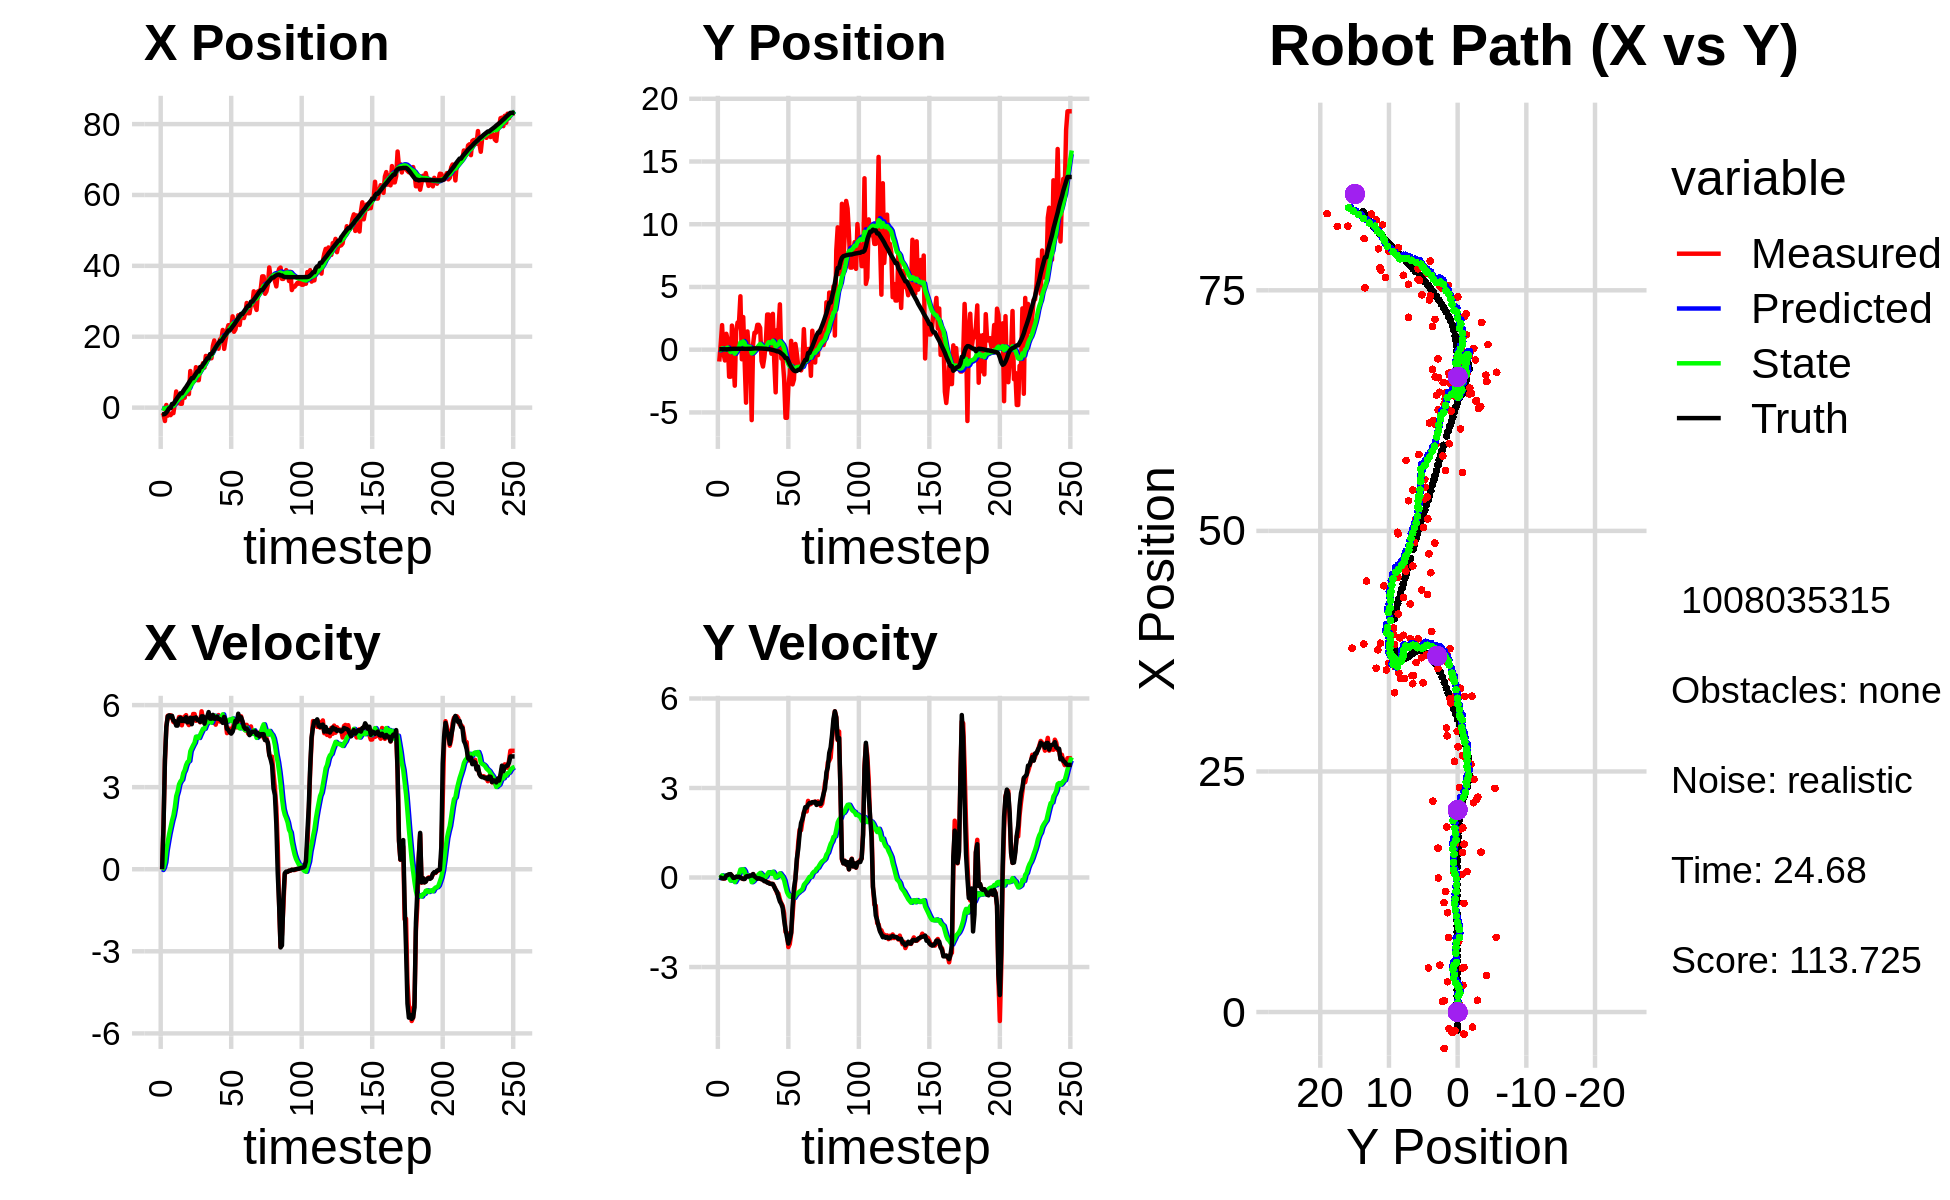 X Position
80
60
40
20
0
0 50 100 150 200 250
timestep
Y Position
20
15
10
5
0
-5
0 50 100 150 200 250
timestep
X Velocity
6
3
0
-3
-6
0 50 100 150 200 250
timestep
Y Velocity
6
3
0
-3
0 50 100 150 200 250
timestep
Robot Path (X vs Y)
X Position
75
50
25
0
20 10 0 -10 -20
Y Position
variable
Measured
Predicted
State
Truth
1008035315
Obstacles: none
Noise: realistic
Time: 24.68
Score: 113.725